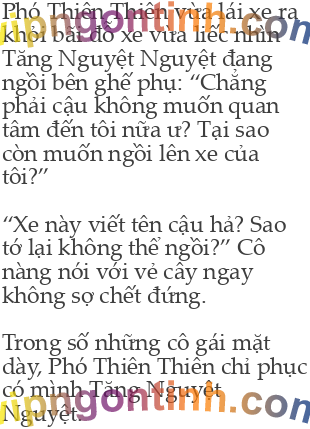 Phó Thiên Thiên vừa lái xe ra
khỏi bãi đỗ xe vừa liếc nhìn
Tăng Nguyệt Nguyệt đang
ngồi bên ghế phụ: “Chẳng
phải cậu không muốn quan
tâm đến tôi nữa ư? Tại sao
còn muốn ngồi lên xe của
tôi?”
“Xe này viết tên cậu hả? Sao
tớ lại không thể ngồi?” Cô
nàng nói với vẻ cây ngay
không sợ chết đứng.
Trong số những cô gái mặt
dày, Phó Thiên Thiên chỉ phục
có mình Tăng Nguyệt
Nguyệt.
vipngontinh.com
vipngontinh.com